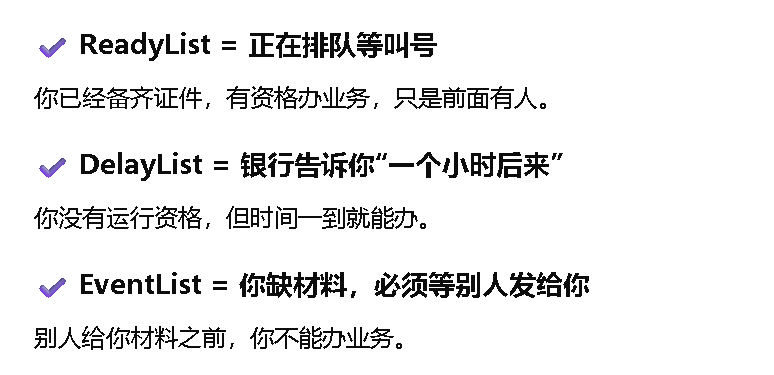 ReadyList = 正在排队等叫号
你已经备齐证件，有资格办业务，只是前面有人。
DelayList = 银行告诉你“一个小时后来”
你没有运行资格，但时间一到就能办。
EventList = 你缺材料，必须等别人发给你
别人给你材料之前，你不能办业务。